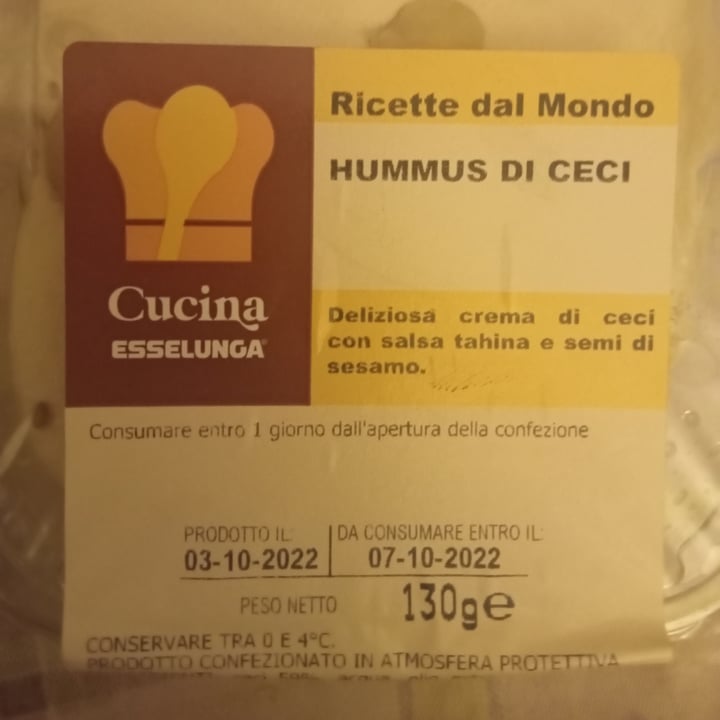 Ricette dal Mondo
HUMMUS DI CECI
Cucina
ESSELUNGA
Deliziosa crema di ceci
con salsa tahina e semi di
sesamo.
Consumare entro 1 giorno dall'apertura della confezione
PRODOTTO IL: DA CONSUMARE ENTRO IL:
03-10-2022 07-10-2022
PESO NETTO 130g e
CONSERVARE TRA 0 E 4°C.
PRODOTTO CONFEZIONATO IN ATMOSFERA PROTETTIVA